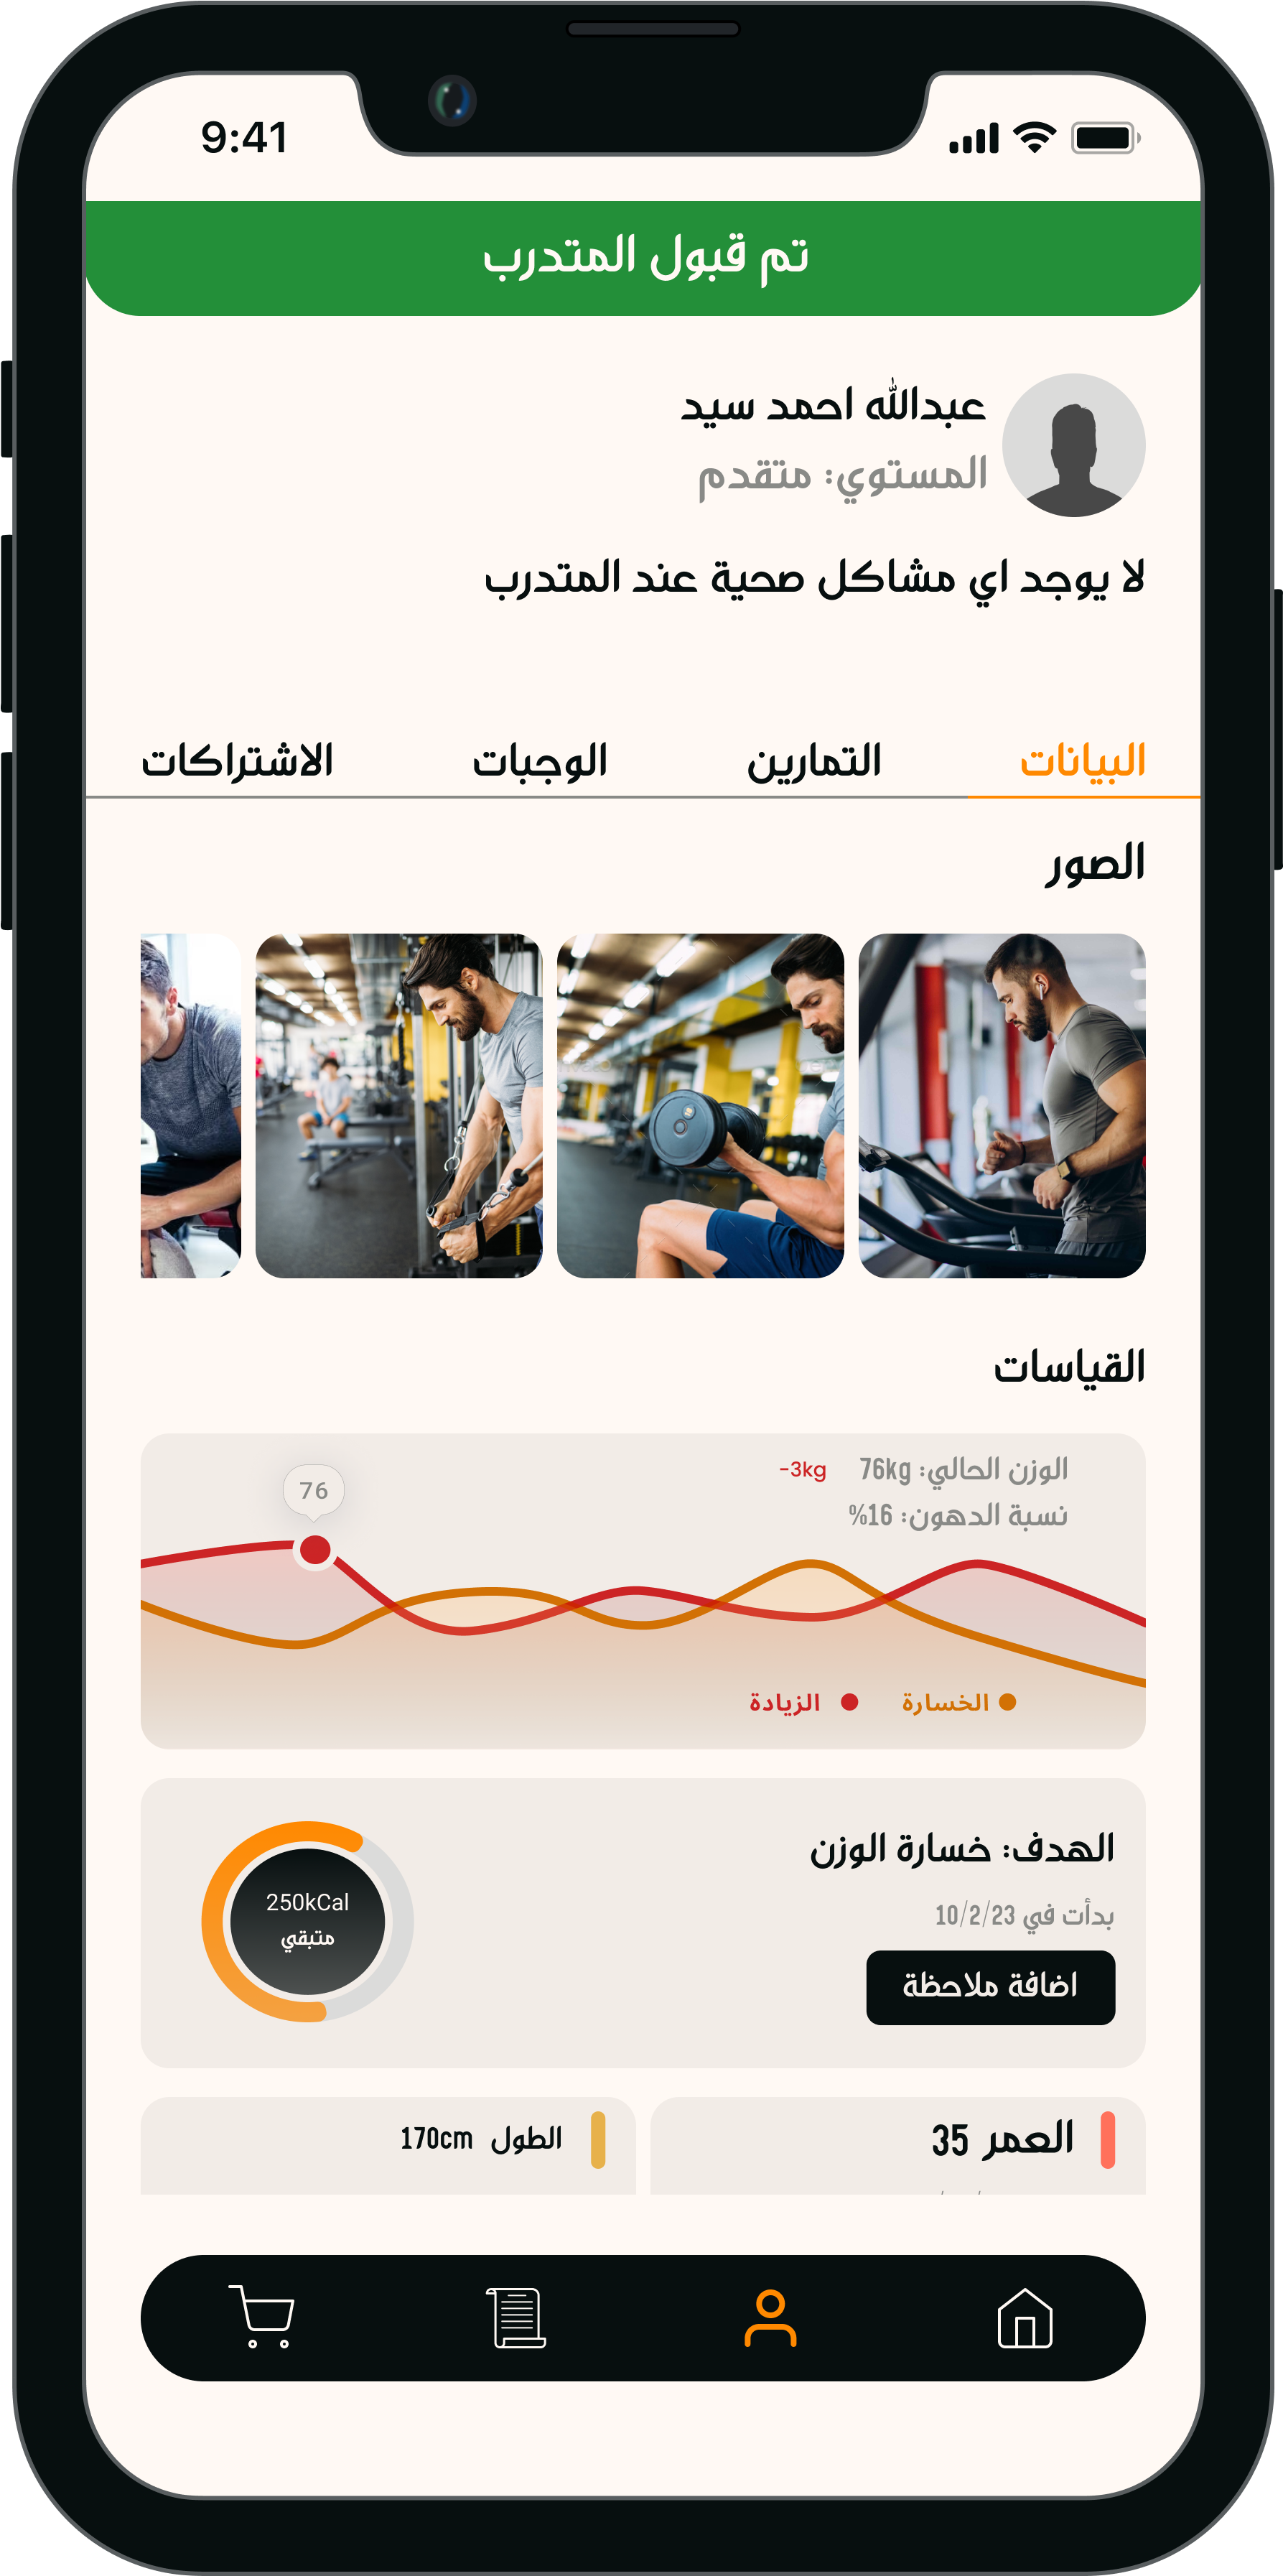 9:41
تم قبول المتدرب
عبدالله احمد سيد
المستوي: متقدم
لا يوجد اي مشاكل صحية عند المتدرب
البيانات التمارين الوجبات الاشتراكات
الصور
القياسات
الوزن الحالي: 76kg -3kg
نسبة الدهون: 16%
76
الخسارة الزيادة
الهدف: خسارة الوزن
بدأت في 10/2/23
اضافة ملاحظة
250kCal
متبقي
العمر 35
الطول 170cm